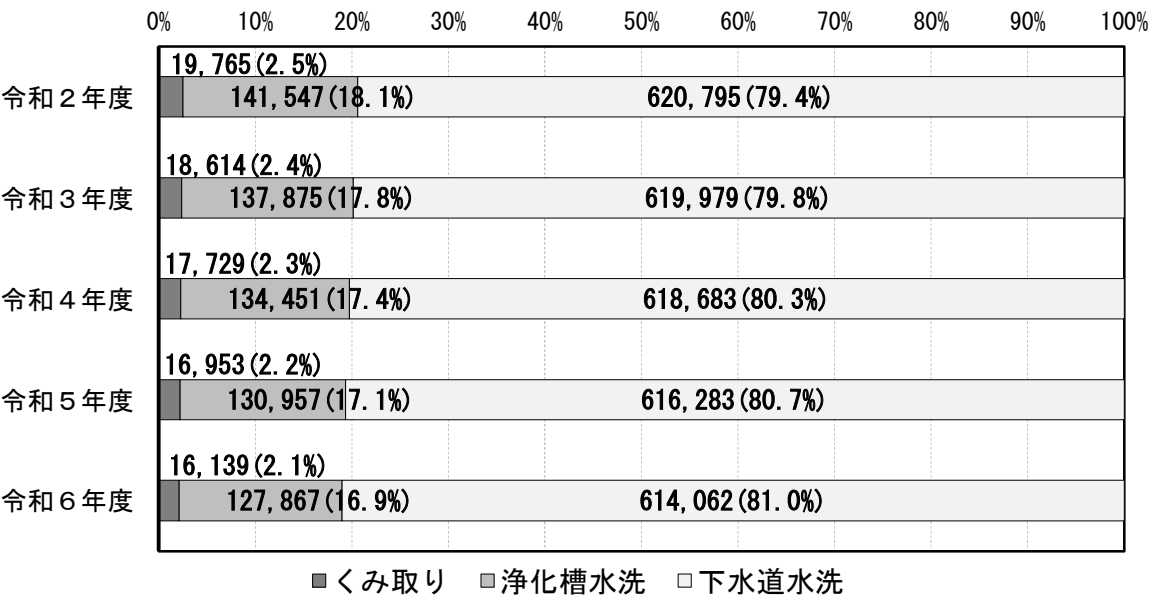 0% 10% 20% 30% 40% 50% 60% 70% 80% 90% 100%
19,765(2.5%)
令和２年度 141,547(18.1%) 620,795(79.4%)
18,614(2.4%)
令和３年度 137,875(17.8%) 619,979(79.8%)
17,729(2.3%)
令和４年度 134,451(17.4%) 618,683(80.3%)
16,953(2.2%)
令和５年度 130,957(17.1%) 616,283(80.7%)
16,139(2.1%)
令和６年度 127,867(16.9%) 614,062(81.0%)
くみ取り 浄化槽水洗 下水道水洗